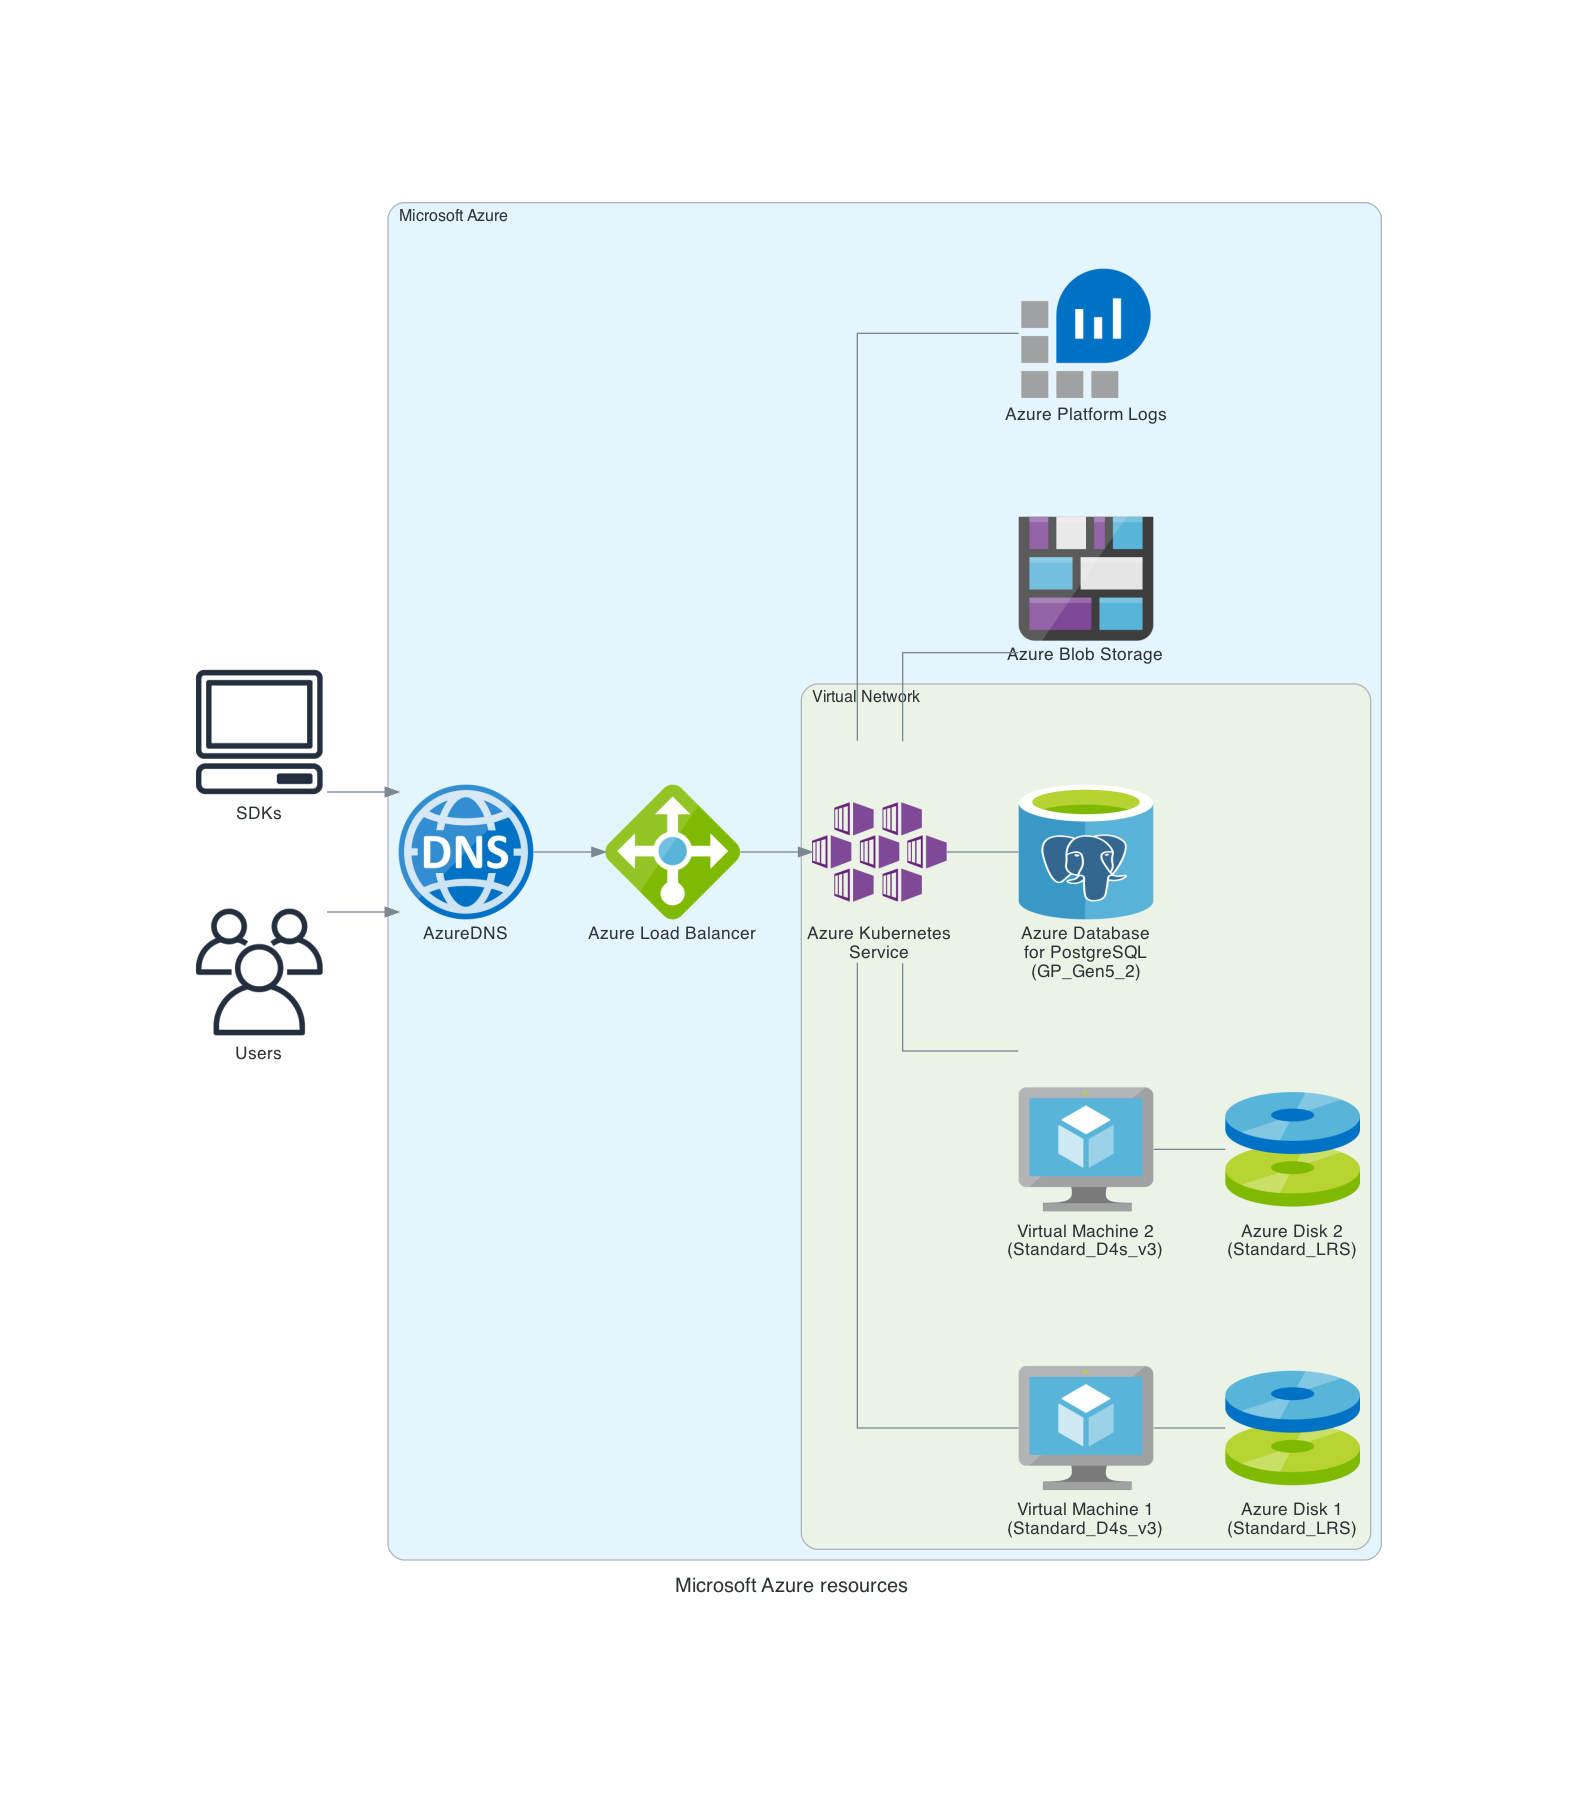 Microsoft Azure
Azure Platform Logs
Azure Blob Storage
Virtual Network
SDKs
DNS
AzureDNS
Azure Load Balancer
Azure Kubernetes
Service
Azure Database
for PostgreSQL
(GP_Gen5_2)
Users
Virtual Machine 2
(Standard_D4s_v3)
Azure Disk 2
(Standard_LRS)
Virtual Machine 1
(Standard_D4s_v3)
Azure Disk 1
(Standard_LRS)
Microsoft Azure resources